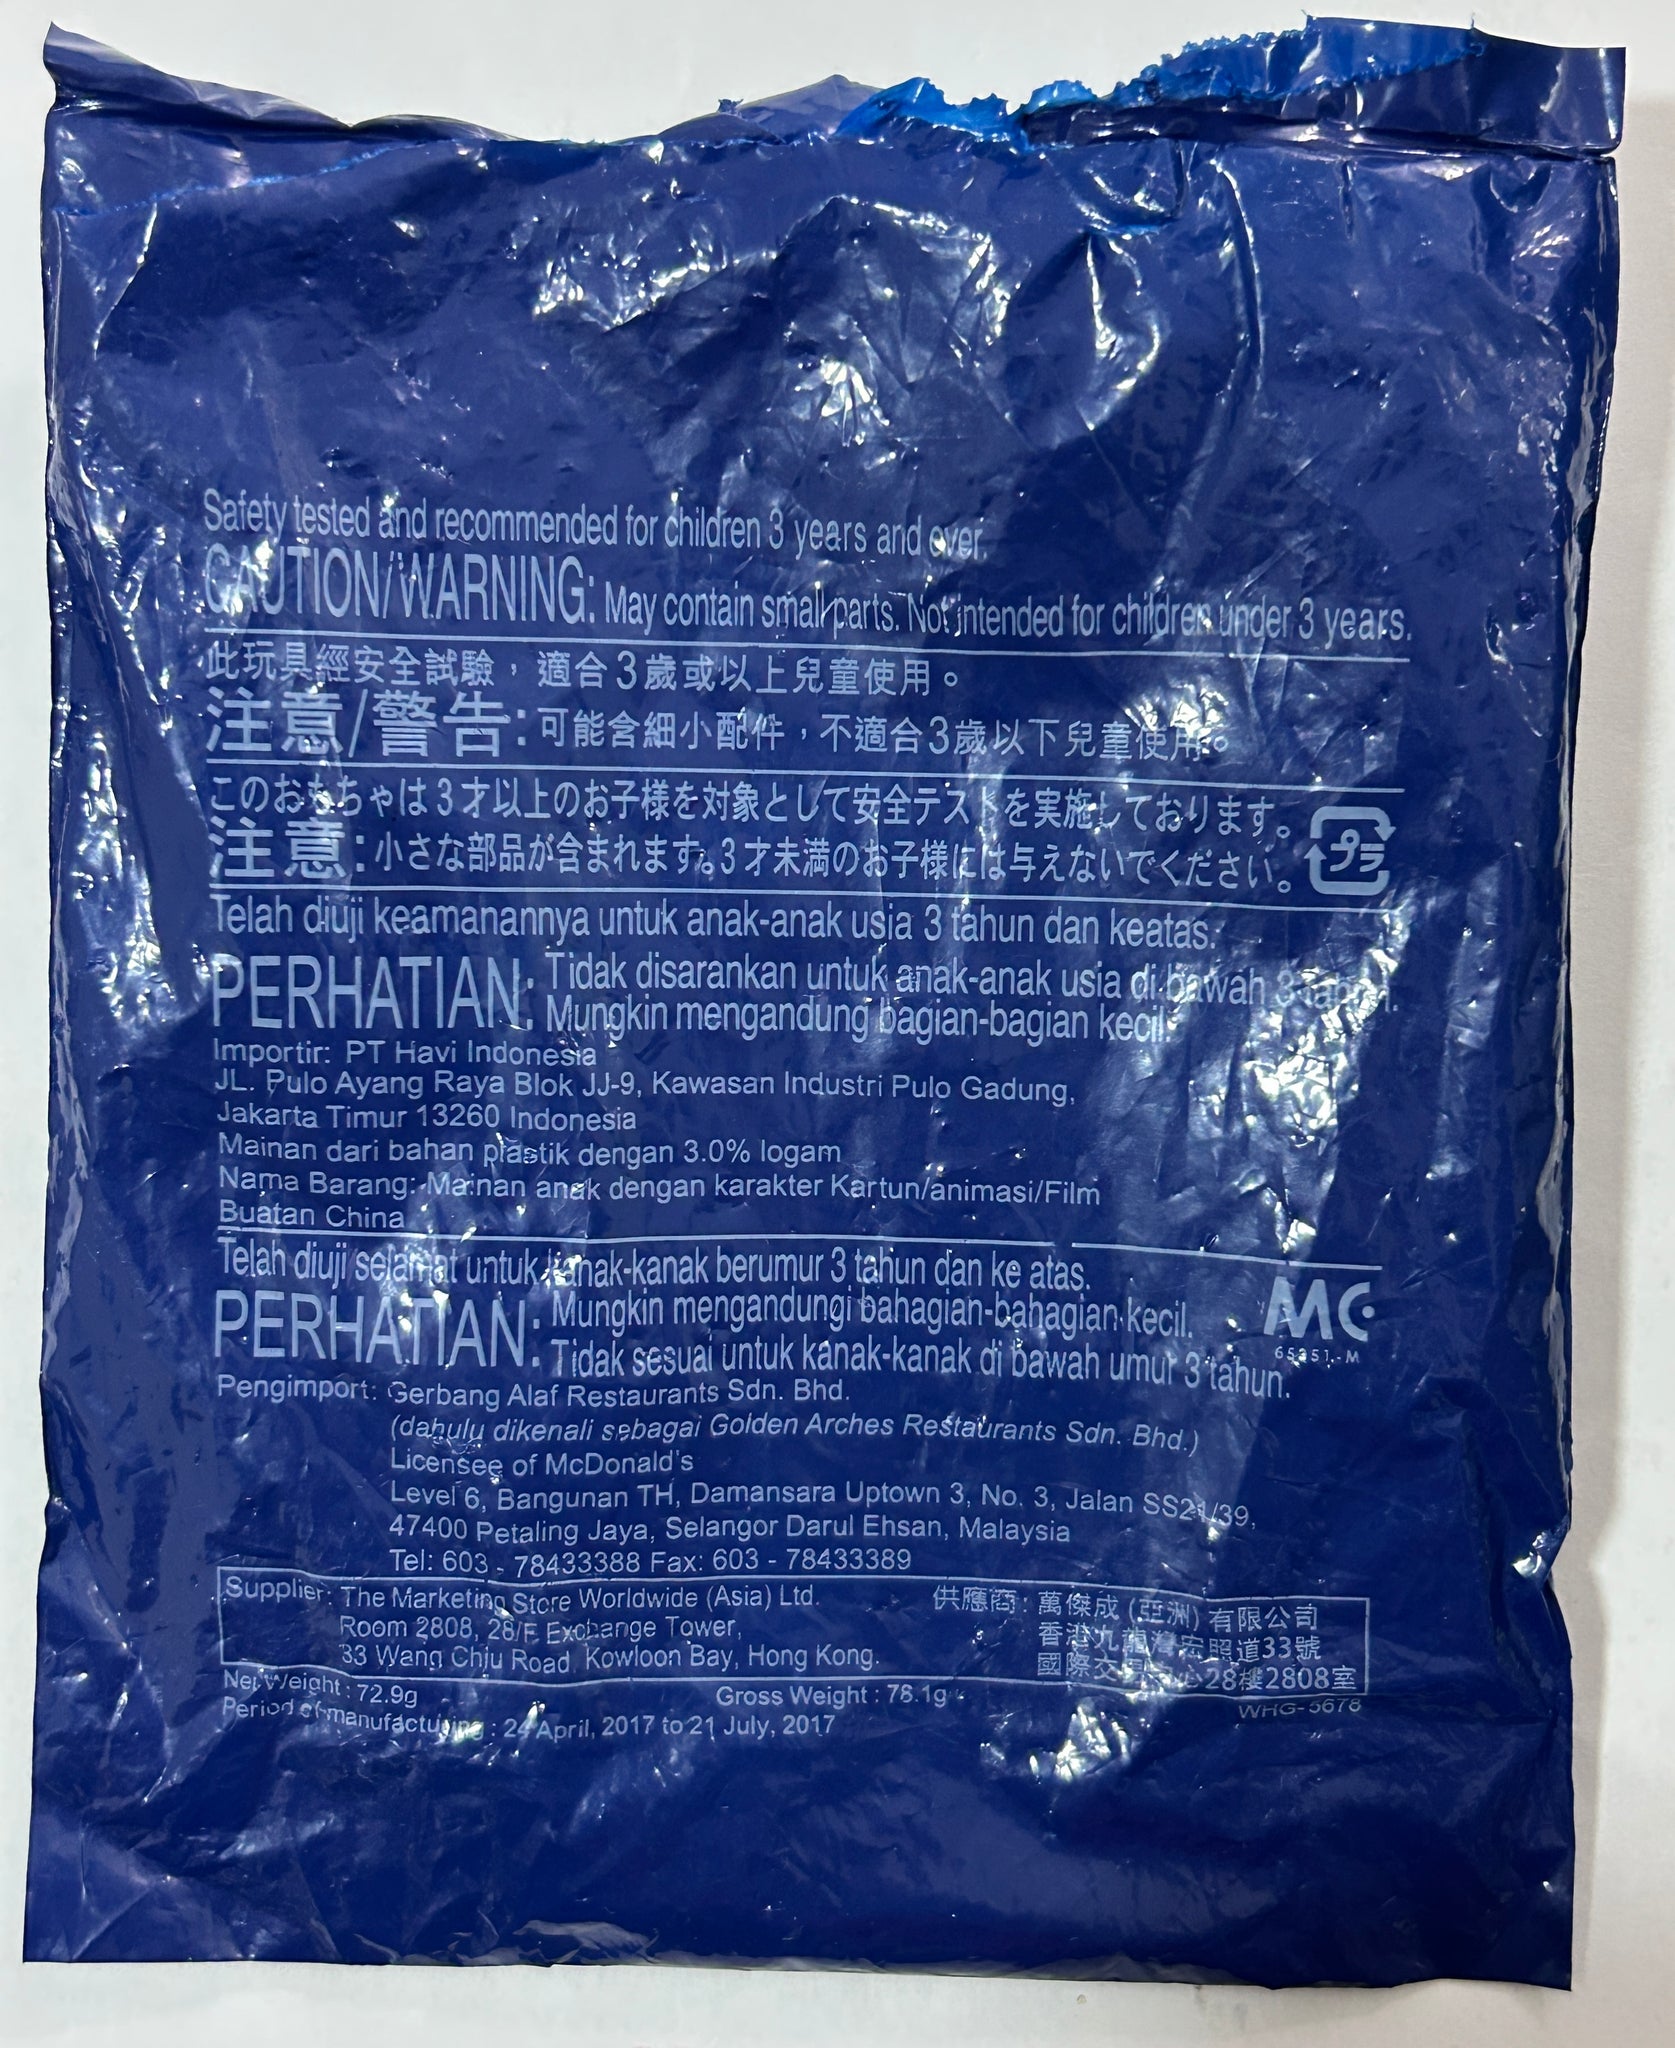 Safety tested and recommended for children 3 years and over.
CAUTION/WARNING: May contain small parts. Not intended for children under 3 years.
此玩具經安全試驗，適合3歲或以上兒童使用。
注意/警告:可能含細小配件，不適合3歲以下兒童使用。
このおもちゃは3才以上のお子様を対象として安全テストを実施しております。
注意:小さな部品が含まれます。3才未満のお子様には与えないでください。
プラ
Telah diuji keamanannya untuk anak-anak usia 3 tahun dan keatas.
PERHATIAN: Tidak disarankan untuk anak-anak usia di bawah 3 tahun.
Mungkin mengandung bagian-bagian kecil.
Importir: PT Havi Indonesia
JL. Pulo Ayang Raya Blok JJ-9, Kawasan Industri Pulo Gadung,
Jakarta Timur 13260 Indonesia
Mainan dari bahan plastik dengan 3.0% logam
Nama Barang: Mainan anak dengan karakter Kartun/animasi/Film
Buatan China
Telah diuji selamat untuk kanak-kanak berumur 3 tahun dan ke atas.
PERHATIAN: Mungkin mengandungi bahagian-bahagian kecil.
Tidak sesuai untuk kanak-kanak di bawah umur 3 tahun.
MC
65351.-M
Pengimport: Gerbang Alaf Restaurants Sdn. Bhd.
(dahulu dikenali sebagai Golden Arches Restaurants Sdn. Bhd.)
Licensee of McDonald's
Level 6, Bangunan TH, Damansara Uptown 3, No. 3, Jalan SS21/39,
47400 Petaling Jaya, Selangor Darul Ehsan, Malaysia
Tel: 603 - 78433388 Fax: 603 - 78433389
Supplier: The Marketing Store Worldwide (Asia) Ltd.
Room 2808, 28/F Exchange Tower,
33 Wang Chiu Road, Kowloon Bay, Hong Kong.
供應商: 萬傑成 (亞洲) 有限公司
香港九龍灣宏照道33號
國際交 28樓2808室
Net Weight : 72.9g Gross Weight : 78.1g
WHG-5678
Period of manufacturing : 24 April, 2017 to 21 July, 2017